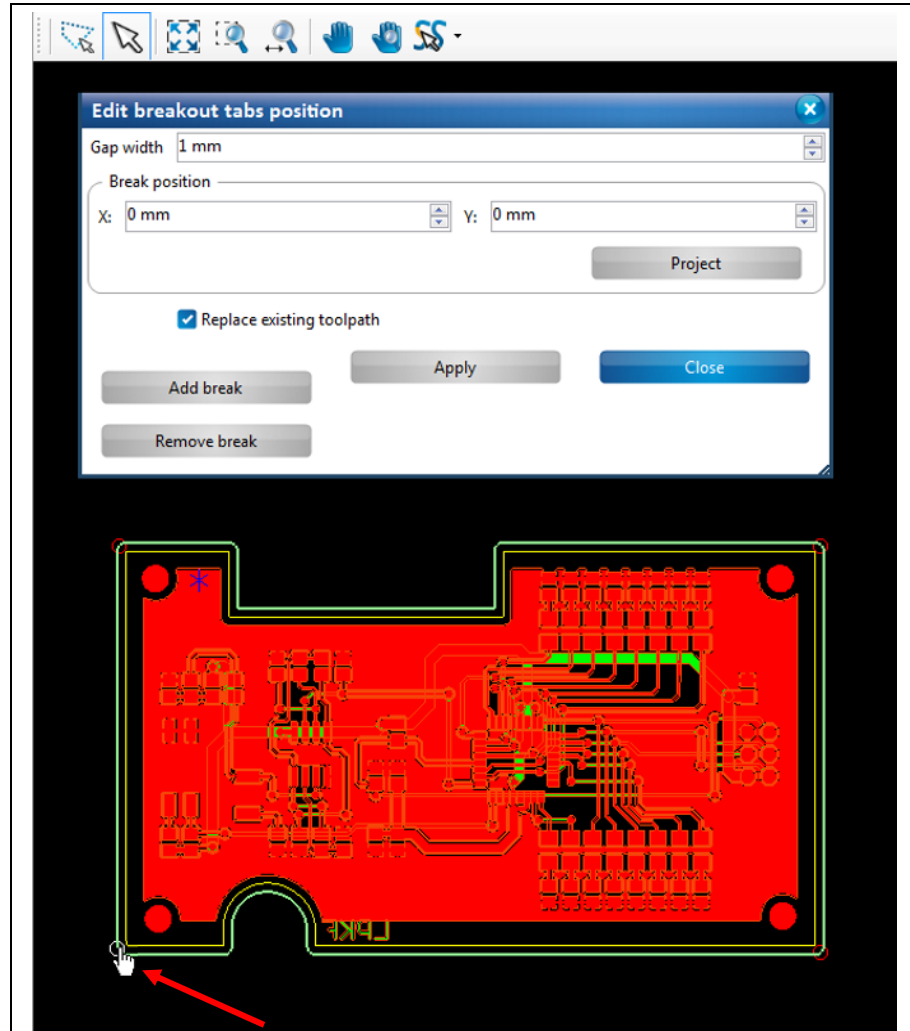 Edit breakout tabs position
Gap width 1 mm
Break position
X: 0 mm Y: 0 mm
Project
Replace existing toolpath
Apply Close
Add break
Remove break
LPKF